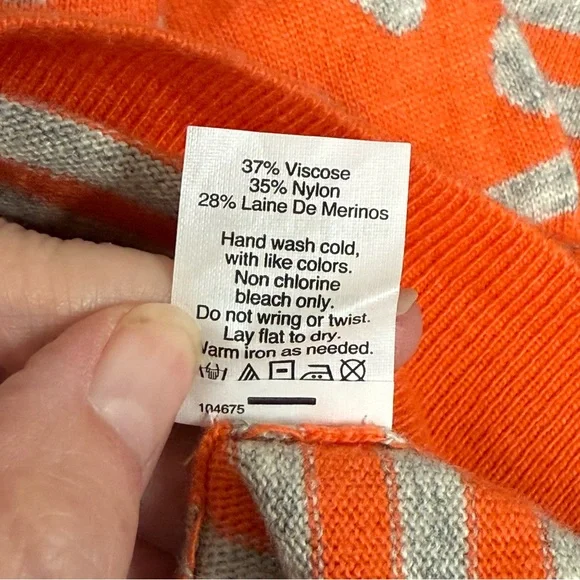 37% Viscose
35% Nylon
28% Laine De Merinos
Hand wash cold,
with like colors.
Non chlorine
bleach only.
Do not wring or twist.
Lay flat to dry.
Warm iron as needed.
104675